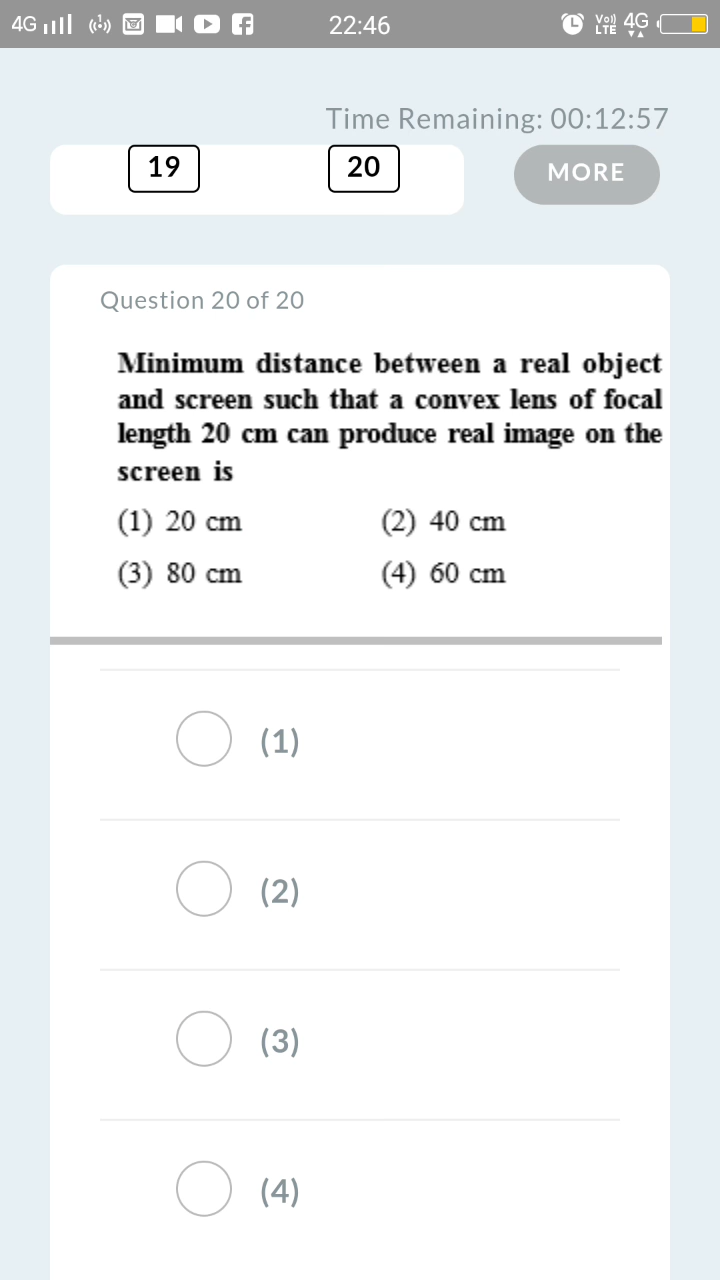 4G 22:46 Vo)) LTE 4G
Time Remaining: 00:12:57
19 20 MORE
Question 20 of 20
Minimum distance between a real object
and screen such that a convex lens of focal
length 20 cm can produce real image on the
screen is
(1) 20 cm (2) 40 cm
(3) 80 cm (4) 60 cm
(1)
(2)
(3)
(4)